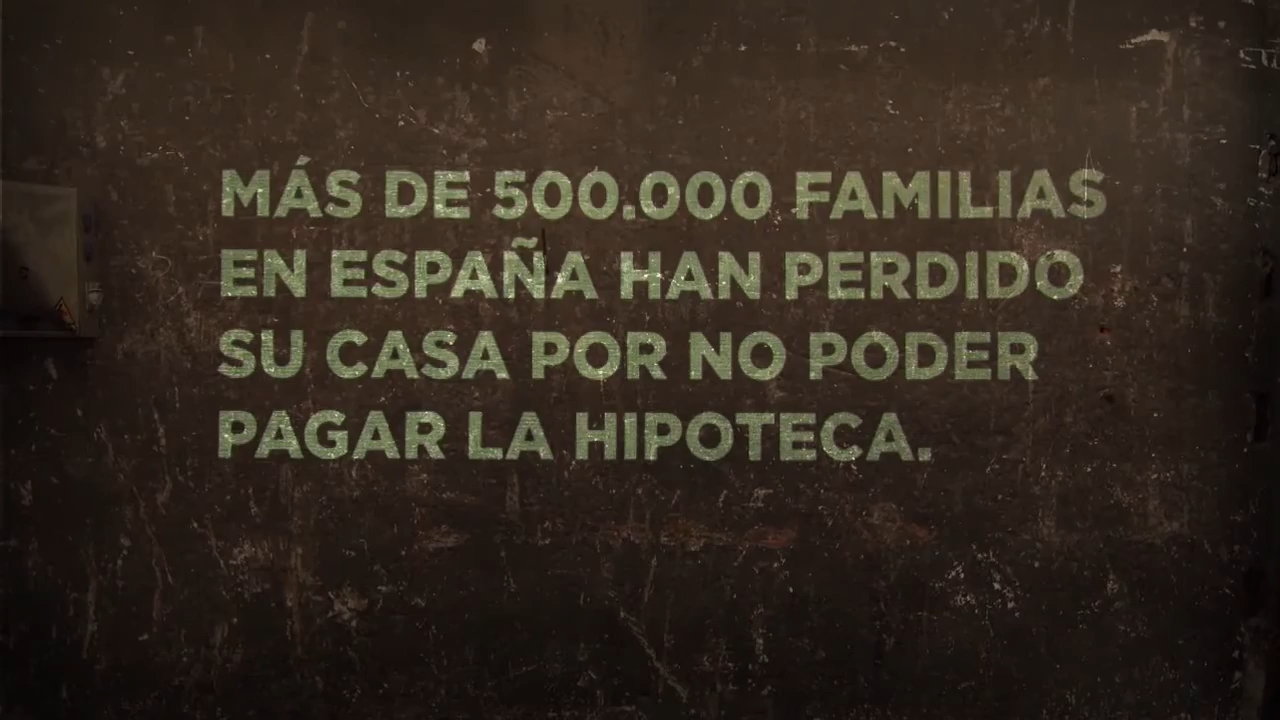 MÁS DE 500.000 FAMILIAS
EN ESPAÑA HAN PERDIDO
SU CASA POR NO PODER
PAGAR LA HIPOTECA.